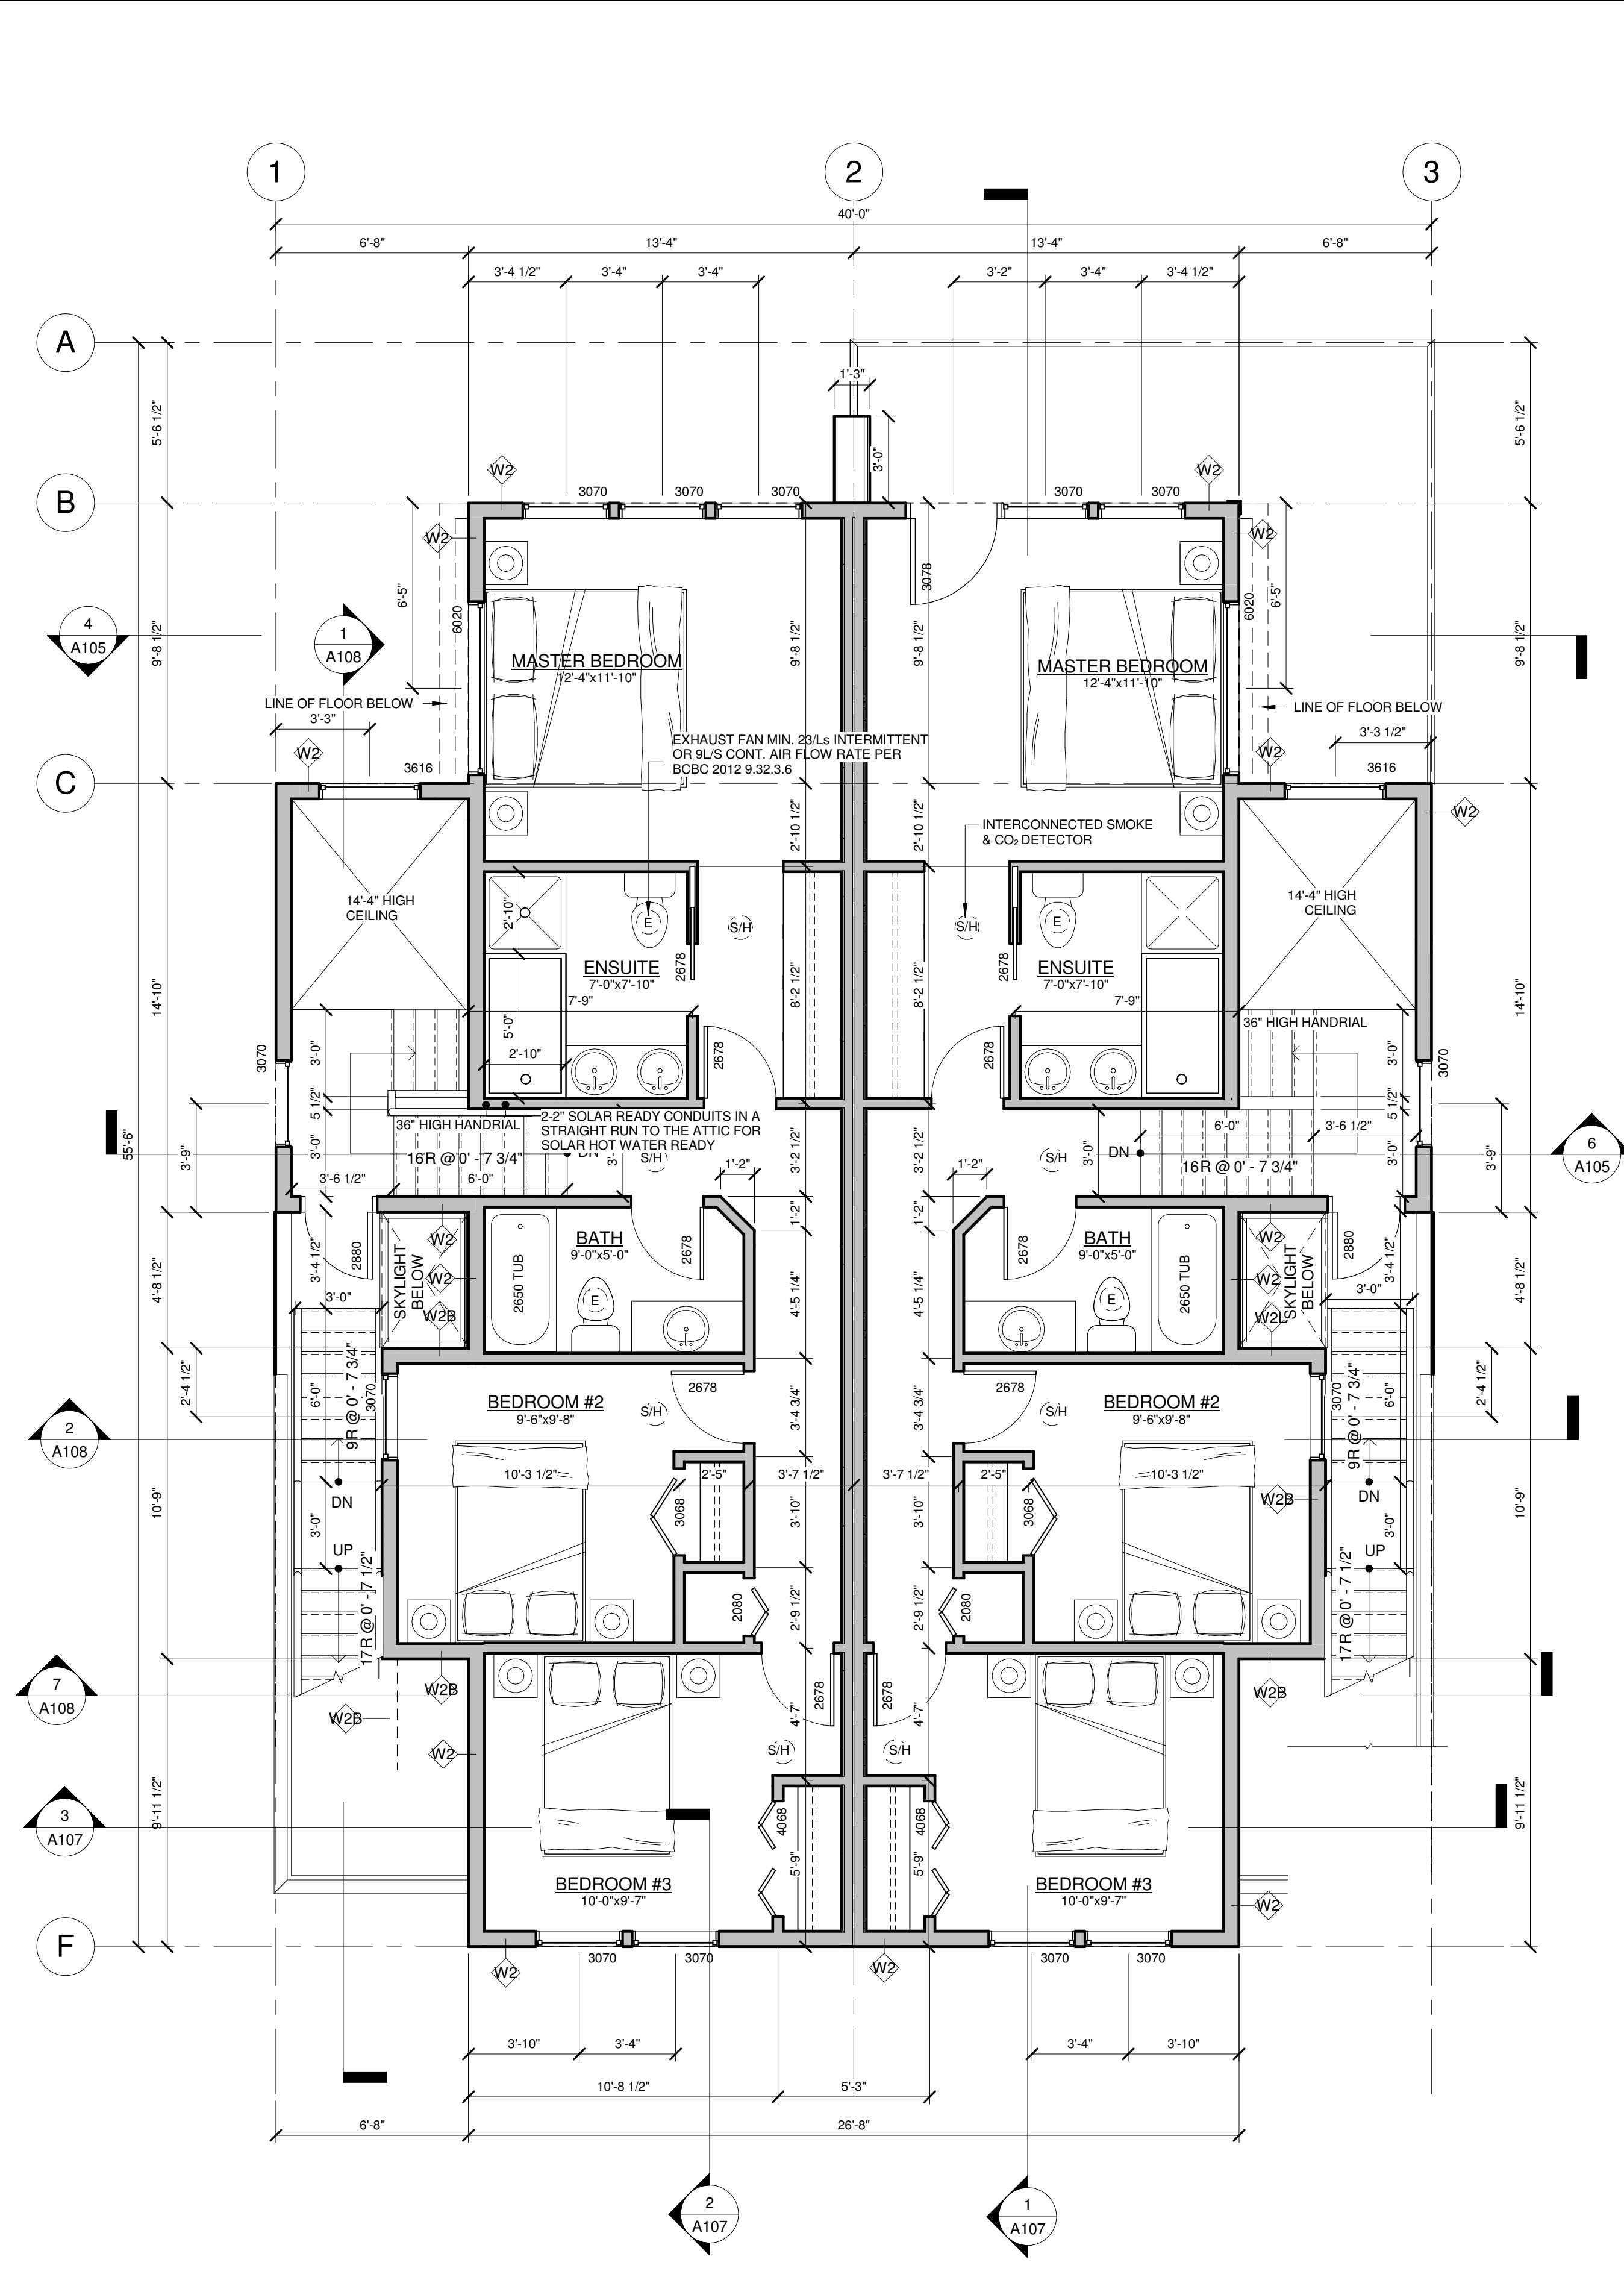 1
2
3
40'-0"
6'-8"
13'-4"
13'-4"
6'-8"
3'-4 1/2"
3'-4"
3'-4"
3'-2"
3'-4"
3'-4 1/2"
A
1'-3"
5'-6 1/2"
5'-6 1/2"
3'-0"
W2
W2
B
3070
3070
3070
3070
3070
W2
W2
3078
6'-5"
6020
6020
6'-5"
4
A105
1
A108
9'-8 1/2"
9'-8 1/2"
9'-8 1/2"
9'-8 1/2"
MASTER BEDROOM
12'-4"x11'-10"
MASTER BEDROOM
12'-4"x11'-10"
LINE OF FLOOR BELOW
LINE OF FLOOR BELOW
3'-3"
3'-3 1/2"
EXHAUST FAN MIN. 23/Ls INTERMITTENT
OR 9L/S CONT. AIR FLOW RATE PER
BCBC 2012 9.32.3.6
W2
W2
3616
3616
C
W2
2'-10 1/2"
2'-10 1/2"
INTERCONNECTED SMOKE
& CO2 DETECTOR
14'-4" HIGH
CEILING
14'-4" HIGH
CEILING
2'-10"
E
S/H
S/H
E
2678
2678
ENSUITE
7'-0"x7'-10"
ENSUITE
7'-0"x7'-10"
7'-9"
7'-9"
8'-2 1/2"
8'-2 1/2"
14'-10"
14'-10"
5'-0"
36" HIGH HANDRIAL
3070
3'-0"
2'-10"
2678
2678
3'-0"
3070
5 1/2"
5 1/2"
36" HIGH HANDRIAL
2-2" SOLAR READY CONDUITS IN A
STRAIGHT RUN TO THE ATTIC FOR
SOLAR HOT WATER READY
55'-6"
3'-9"
3'-0"
16R @ 0' - 7 3/4"
DN
S/H
3'-2 1/2"
3'-2 1/2"
S/H
3'-0"
DN
6'-0"
3'-6 1/2"
16R @ 0' - 7 3/4"
3'-0"
3'-9"
6
A105
3'-6 1/2"
6'-0"
1'-2"
1'-2"
1'-2"
1'-2"
3'-4 1/2"
2880
SKYLIGHT
BELOW
W2
W2
W2B
BATH
9'-0"x5'-0"
2678
2650 TUB
E
2678
BATH
9'-0"x5'-0"
2650 TUB
E
SKYLIGHT
BELOW
W2
W2
2880
3'-4 1/2"
4'-8 1/2"
4'-5 1/4"
4'-5 1/4"
4'-8 1/2"
3'-0"
3'-0"
2'-4 1/2"
6'-0"
9R @ 0' - 7 3/4"
3070
2678
2678
3070
9R @ 0' - 7 3/4"
6'-0"
2'-4 1/2"
2
A108
BEDROOM #2
9'-6"x9'-8"
S/H
3'-4 3/4"
3'-4 3/4"
S/H
BEDROOM #2
9'-6"x9'-8"
10'-3 1/2"
2'-5"
3'-7 1/2"
3'-7 1/2"
2'-5"
10'-3 1/2"
DN
DN
W2B
10'-9"
3'-0"
3068
3'-10"
3'-10"
3068
3'-0"
10'-9"
UP
UP
17R @ 0' - 7 1/2"
2080
2'-9 1/2"
2'-9 1/2"
2080
17R @ 0' - 7 1/2"
7
A108
W2B
W2B
W2B
2678
4'-7"
4'-7"
2678
W2
S/H
S/H
3
A107
9'-11 1/2"
4068
5'-9"
4068
5'-9"
9'-11 1/2"
BEDROOM #3
10'-0"x9'-7"
BEDROOM #3
10'-0"x9'-7"
W2
F
3070
3070
3070
3070
W2
W2
3'-10"
3'-4"
3'-4"
3'-10"
10'-8 1/2"
5'-3"
6'-8"
26'-8"
2
A107
1
A107